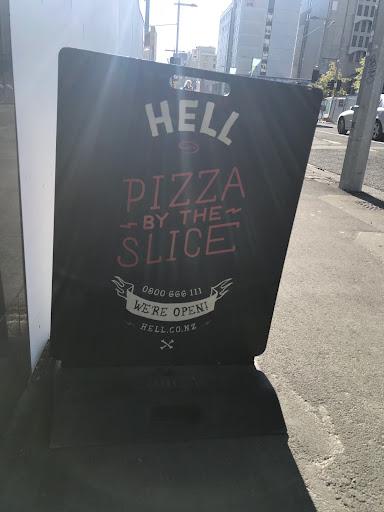 HELL
PIZZA
BY THE
SLICE
0800 666 111
WE'RE OPEN!
HELL.CO.NZ